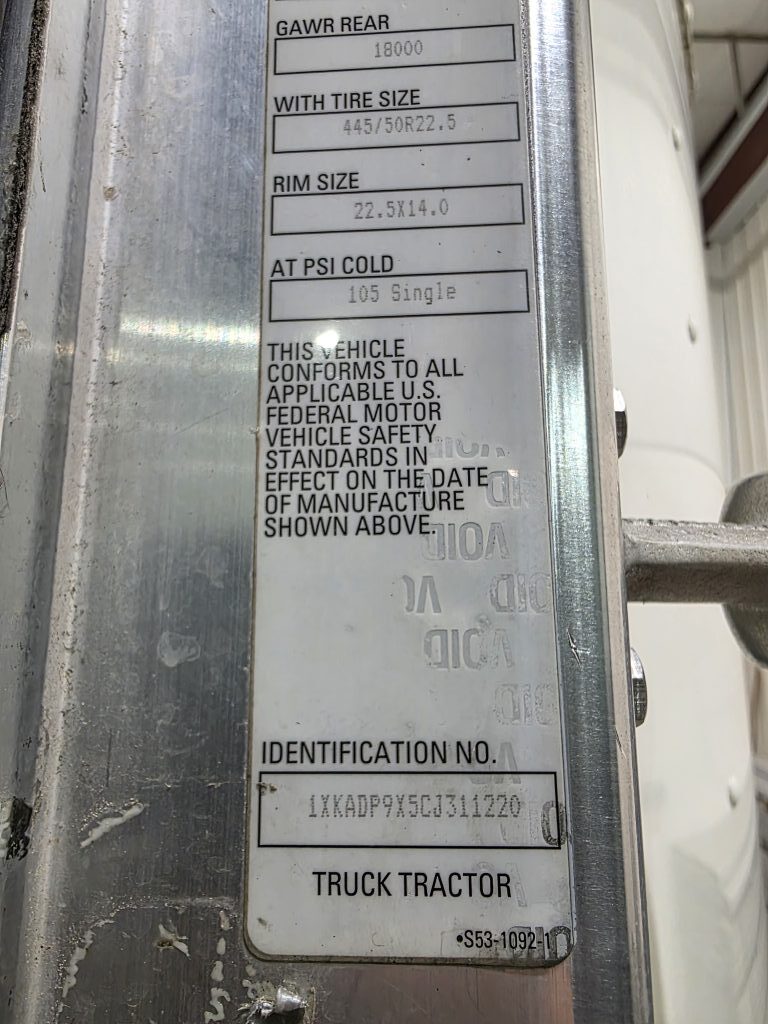 GAWR REAR
18000
WITH TIRE SIZE
445/50R22.5
RIM SIZE
22.5X14.0
AT PSI COLD
105 Single
THIS VEHICLE
CONFORMS TO ALL
APPLICABLE U.S.
FEDERAL MOTOR
VEHICLE SAFETY
STANDARDS IN
EFFECT ON THE DATE
OF MANUFACTURE
SHOWN ABOVE.
VOID
VOID
IDENTIFICATION NO.
1XKADP9X5CJ311220
TRUCK TRACTOR
•S53-1092-1